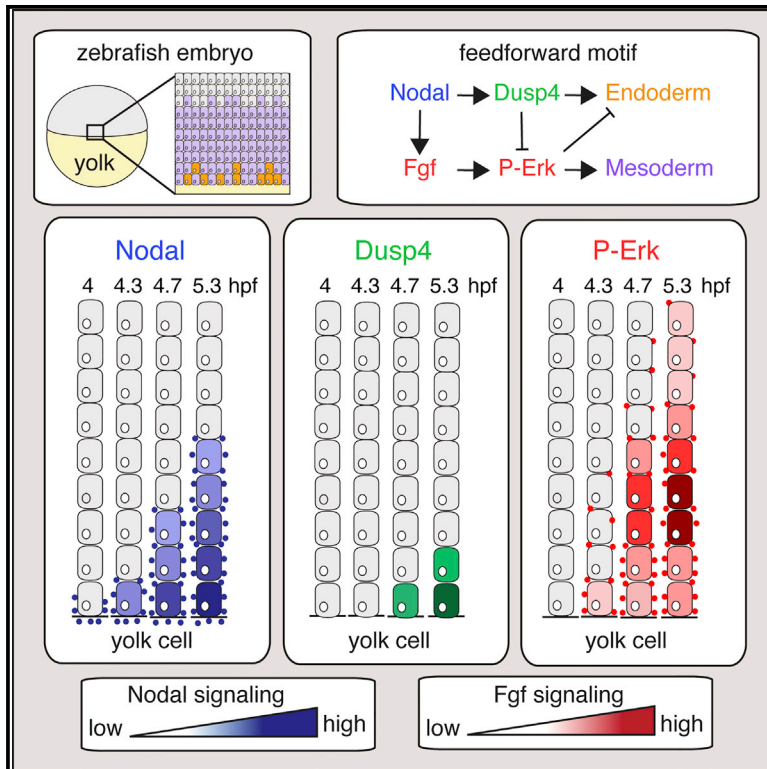 zebrafish embryo
yolk
feedforward motif
Nodal Dusp4 Endoderm
Fgf P-Erk Mesoderm
Nodal
4 4.3 4.7 5.3 hpf
yolk cell
Dusp4
4 4.3 4.7 5.3 hpf
yolk cell
P-Erk
4 4.3 4.7 5.3 hpf
yolk cell
Nodal signaling
low high
Fgf signaling
low high